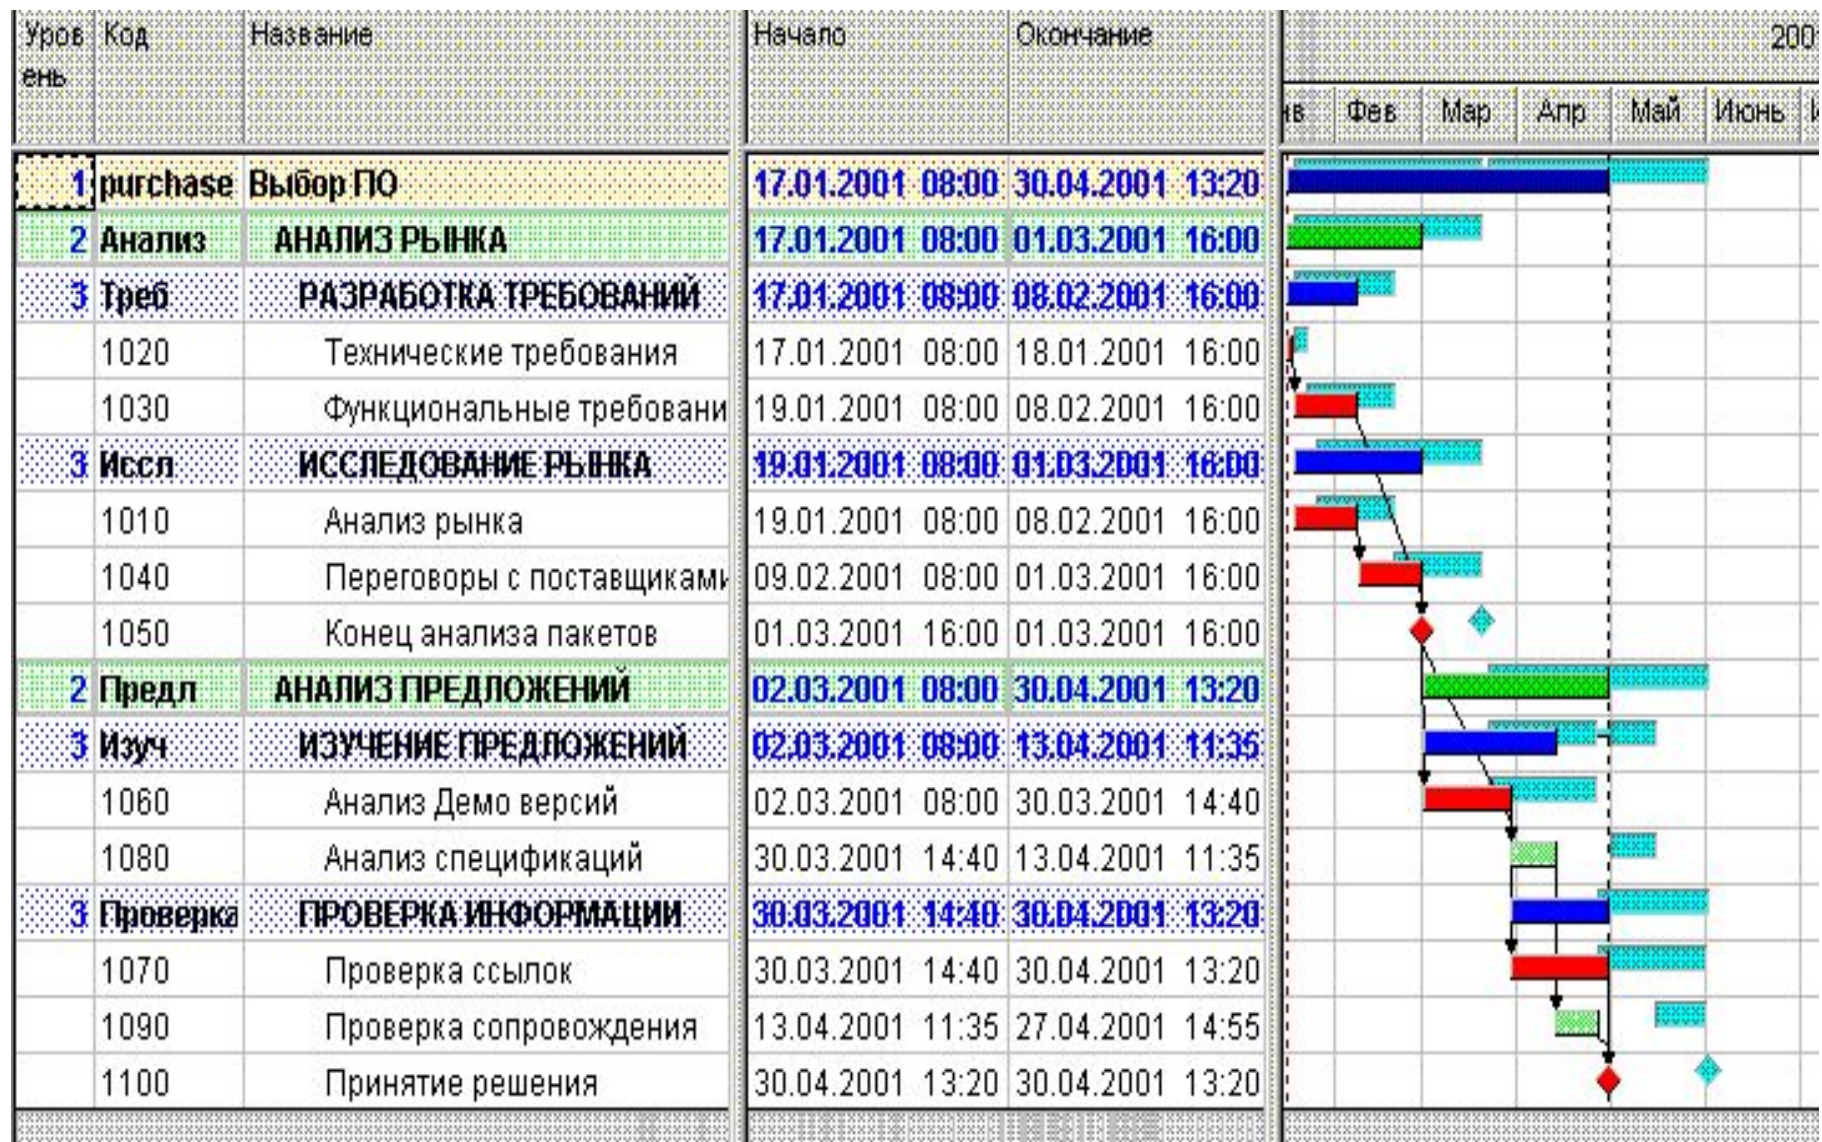 Уров Код Название Начало Окончание 200
ень
Фев Мар Апр Май Июнь
1 purchase Выбор ПО 17.01.2001 08:00 30.04.2001 13:20
2 Анализ АНАЛИЗ РЫНКА 17.01.2001 08:00 01.03.2001 16:00
3 Треб РАЗРАБОТКА ТРЕБОВАНИЙ 17.01.2001 08:00 08.02.2001 16:00
1020 Технические требования 17.01.2001 08:00 18.01.2001 16:00
1030 Функциональные требовани 19.01.2001 08:00 08.02.2001 16:00
3 Иссл ИССЛЕДОВАНИЕ РЫНКА 19.01.2001 08:00 01.03.2001 16:00
1010 Анализ рынка 19.01.2001 08:00 08.02.2001 16:00
1040 Переговоры с поставщиками 09.02.2001 08:00 01.03.2001 16:00
1050 Конец анализа пакетов 01.03.2001 16:00 01.03.2001 16:00
2 Предл АНАЛИЗ ПРЕДЛОЖЕНИЙ 02.03.2001 08:00 30.04.2001 13:20
3 Изуч ИЗУЧЕНИЕ ПРЕДЛОЖЕНИЙ 02.03.2001 08:00 13.04.2001 11:35
1060 Анализ Демо версий 02.03.2001 08:00 30.03.2001 14:40
1080 Анализ спецификаций 30.03.2001 14:40 13.04.2001 11:35
3 Проверка ПРОВЕРКА ИНФОРМАЦИИ 30.03.2001 14:40 30.04.2001 13:20
1070 Проверка ссылок 30.03.2001 14:40 30.04.2001 13:20
1090 Проверка сопровождения 13.04.2001 11:35 27.04.2001 14:55
1100 Принятие решения 30.04.2001 13:20 30.04.2001 13:20